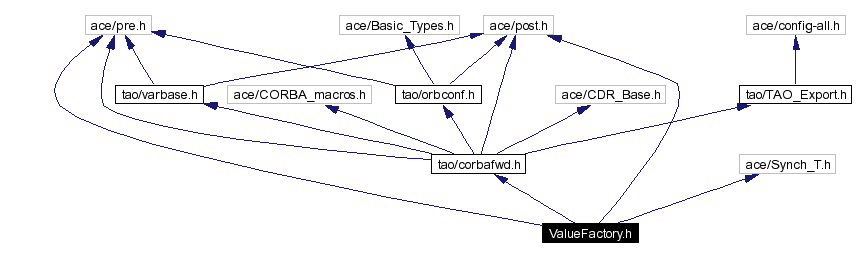 ace/pre.h
ace/Basic_Types.h
ace/post.h
ace/config-all.h
tao/varbase.h
ace/CORBA_macros.h
tao/orbconf.h
ace/CDR_Base.h
tao/TAO_Export.h
tao/corbafwd.h
ace/Synch_T.h
ValueFactory.h